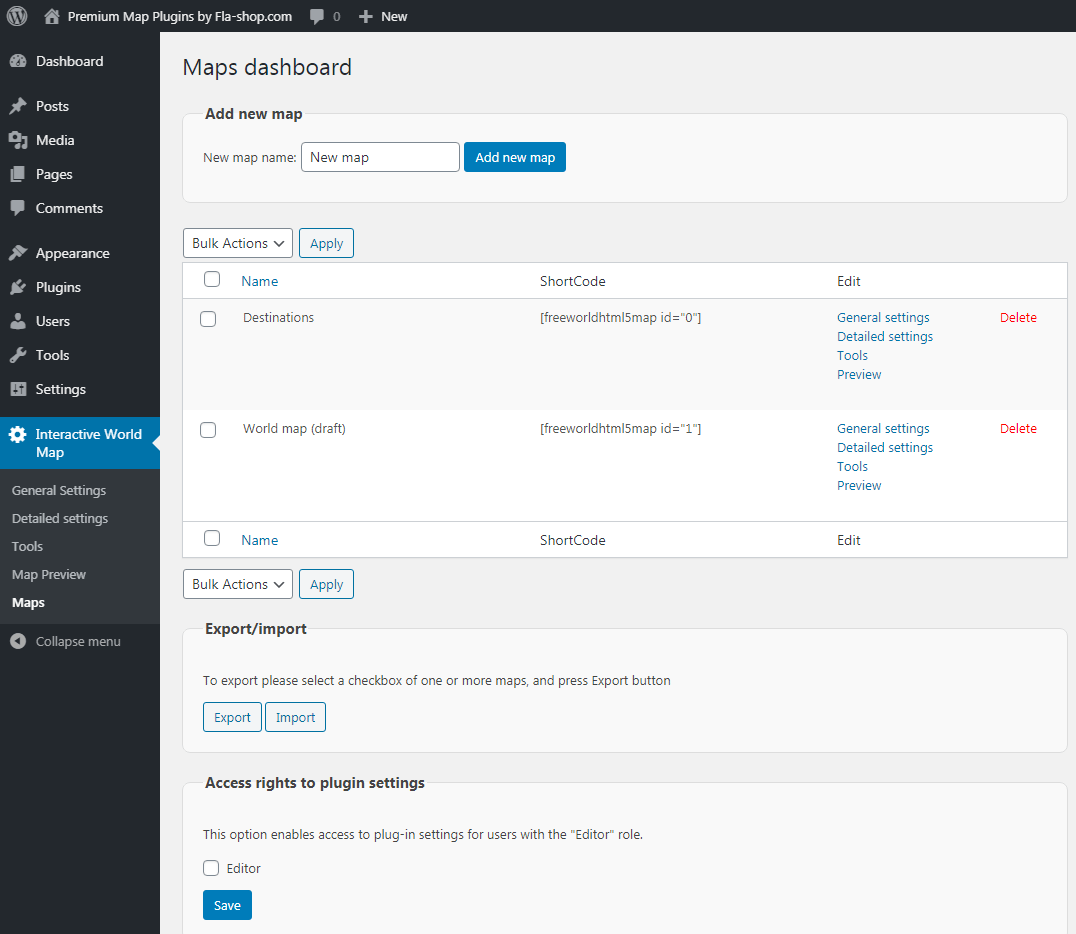 Premium Map Plugins by Fla-shop.com 0 New
Dashboard
Posts
Media
Pages
Comments
Appearance
Plugins
Users
Tools
Settings
Interactive World
Map
General Settings
Detailed settings
Tools
Map Preview
Maps
Collapse menu
Maps dashboard
Add new map
New map name: New map Add new map
Bulk Actions Apply
Name ShortCode Edit
Destinations [freeworldhtml5map id="0"] General settings Delete
Detailed settings
Tools
Preview
World map (draft) [freeworldhtml5map id="1"] General settings Delete
Detailed settings
Tools
Preview
Name ShortCode Edit
Bulk Actions Apply
Export/import
To export please select a checkbox of one or more maps, and press Export button
Export Import
Access rights to plugin settings
This option enables access to plug-in settings for users with the "Editor" role.
Editor
Save